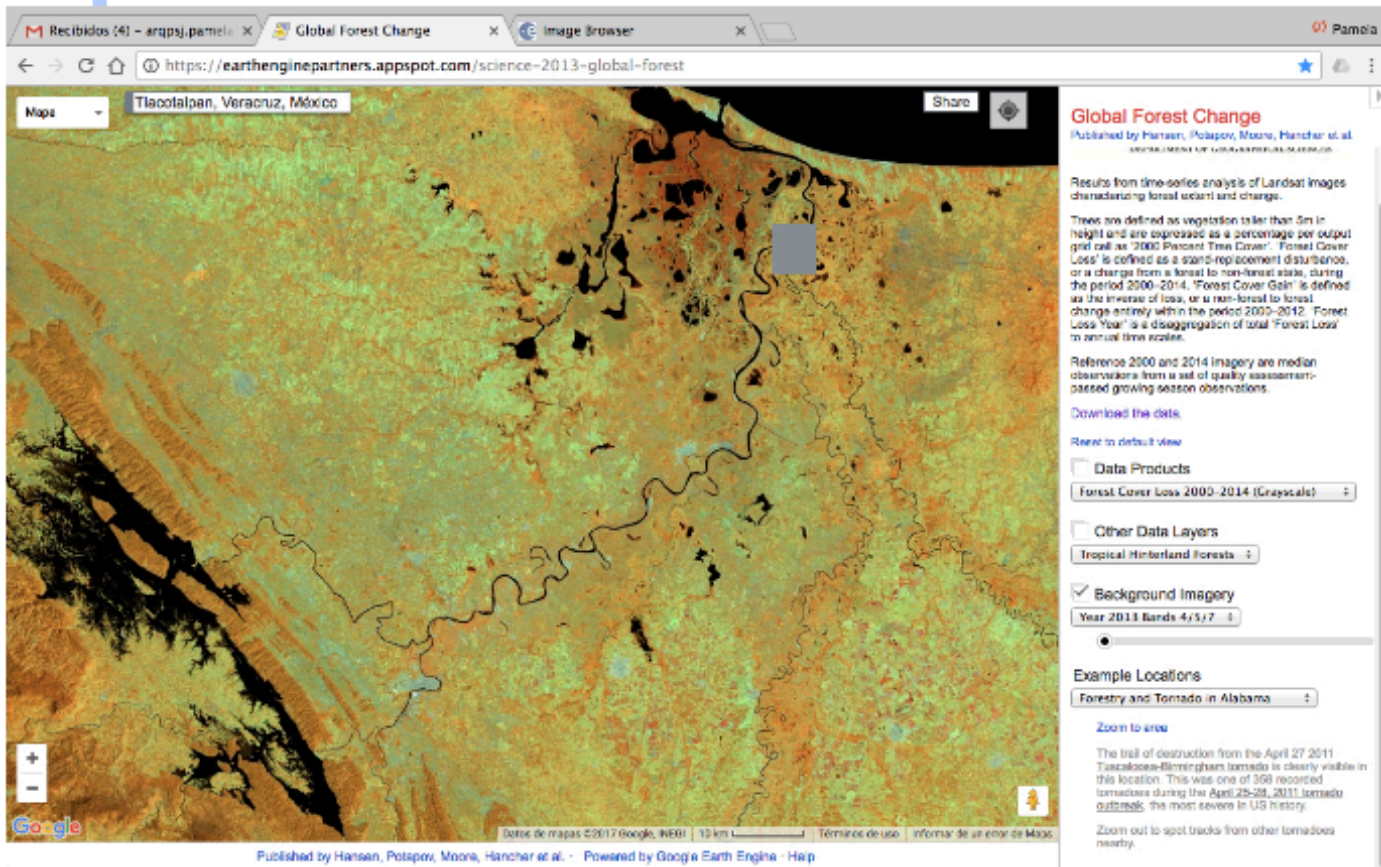 Recibidos (4) - arqpsj.pamela
Global Forest Change
Image Browser
Pamela
https://earthenginepartners.appspot.com/science-2013-global-forest
Mapa
Tlacotalpan, Veracruz, México
Share
Global Forest Change
Published by Hansen, Potapov, Moore, Hancher et al.
DEPARTMENT OF GEOGRAPHICAL SCIENCES
Results from time-series analysis of Landsat images
characterizing forest extent and change.
Trees are defined as vegetation taller than 5m in
height and are expressed as a percentage per output
grid cell as '2000 Percent Tree Cover'. 'Forest Cover
Loss' is defined as a stand-replacement disturbance,
or a change from a forest to non-forest state, during
the period 2000–2014. 'Forest Cover Gain' is defined
as the inverse of loss, or a non-forest to forest
change entirely within the period 2000–2012. 'Forest
Loss Year' is a disaggregation of total 'Forest Loss'
to annual time scales.
Reference 2000 and 2014 imagery are median
observations from a set of quality assessment-
passed growing season observations.
Download the data.
Reset to default view
Data Products
Forest Cover Loss 2000–2014 (Grayscale)
Other Data Layers
Tropical Hinterland Forests
Background Imagery
Year 2013 Bands 4/5/7
Example Locations
Forestry and Tornado in Alabama
Zoom to area
The trail of destruction from the April 27 2011
Tuscaloosa-Birmingham tornado is clearly visible in
this location. This was one of 358 recorded
tornadoes during the April 25-28, 2011 tornado
outbreak, the most severe in US history.
Zoom out to spot tracks from other tornadoes
nearby.
+
−
Google
Datos de mapas ©2017 Google, INEGI
10 km
Términos de uso
Informar de un error de Maps
Published by Hansen, Potapov, Moore, Hancher et al. · Powered by Google Earth Engine · Help